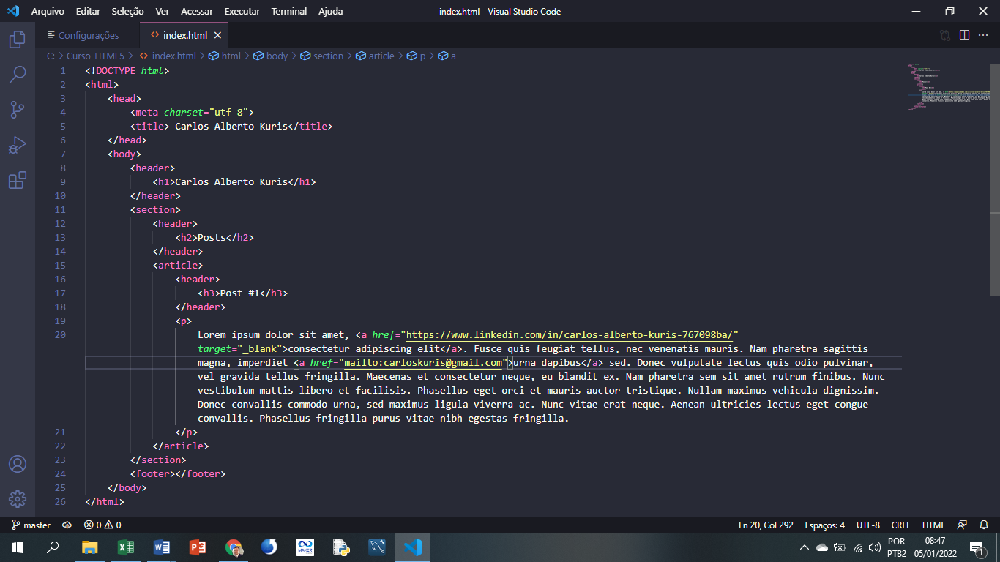 Arquivo Editar Seleção Ver Acessar Executar Terminal Ajuda index.html - Visual Studio Code
Configurações index.html
C: > Curso-HTML5 > index.html > html > body > section > article > p > a
1 <!DOCTYPE html>
2 <html>
3 <head>
4 <meta charset="utf-8">
5 <title> Carlos Alberto Kuris</title>
6 </head>
7 <body>
8 <header>
9 <h1>Carlos Alberto Kuris</h1>
10 </header>
11 <section>
12 <header>
13 <h2>Posts</h2>
14 </header>
15 <article>
16 <header>
17 <h3>Post #1</h3>
18 </header>
19 <p>
20 Lorem ipsum dolor sit amet, <a href="https://www.linkedin.com/in/carlos-alberto-kuris-767098ba/"
target="_blank">consectetur adipiscing elit</a>. Fusce quis feugiat tellus, nec venenatis mauris. Nam pharetra sagittis
magna, imperdiet <a href="mailto:carloskuris@gmail.com">urna dapibus</a> sed. Donec vulputate lectus quis odio pulvinar,
vel gravida tellus fringilla. Maecenas et consectetur neque, eu blandit ex. Nam pharetra sem sit amet rutrum finibus. Nunc
vestibulum mattis libero et facilisis. Phasellus eget orci et mauris auctor tristique. Nullam maximus vehicula dignissim.
Donec convallis commodo urna, sed maximus ligula viverra ac. Nunc vitae erat neque. Aenean ultricies lectus eget congue
convallis. Phasellus fringilla purus vitae nibh egestas fringilla.
21 </p>
22 </article>
23 </section>
24 <footer></footer>
25 </body>
26 </html>
master 0 0 Ln 20, Col 292 Espaços: 4 UTF-8 CRLF HTML
MAKER
POR 08:47
PTB2 05/01/2022 1